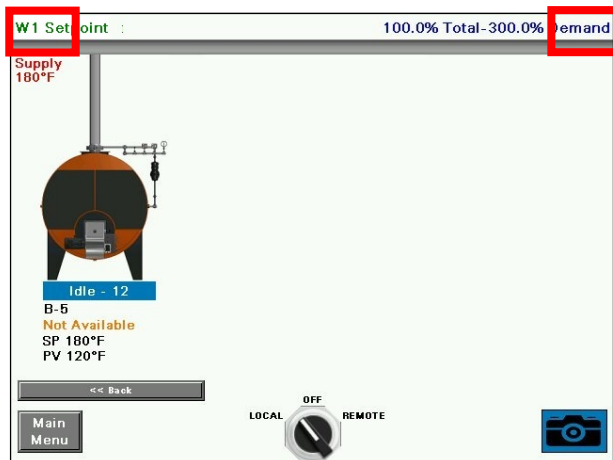 W1 Setpoint : 100.0% Total-300.0% Demand
Supply
180°F
Idle - 12
B-5
Not Available
SP 180°F
PV 120°F
<< Back
OFF
LOCAL REMOTE
Main
Menu